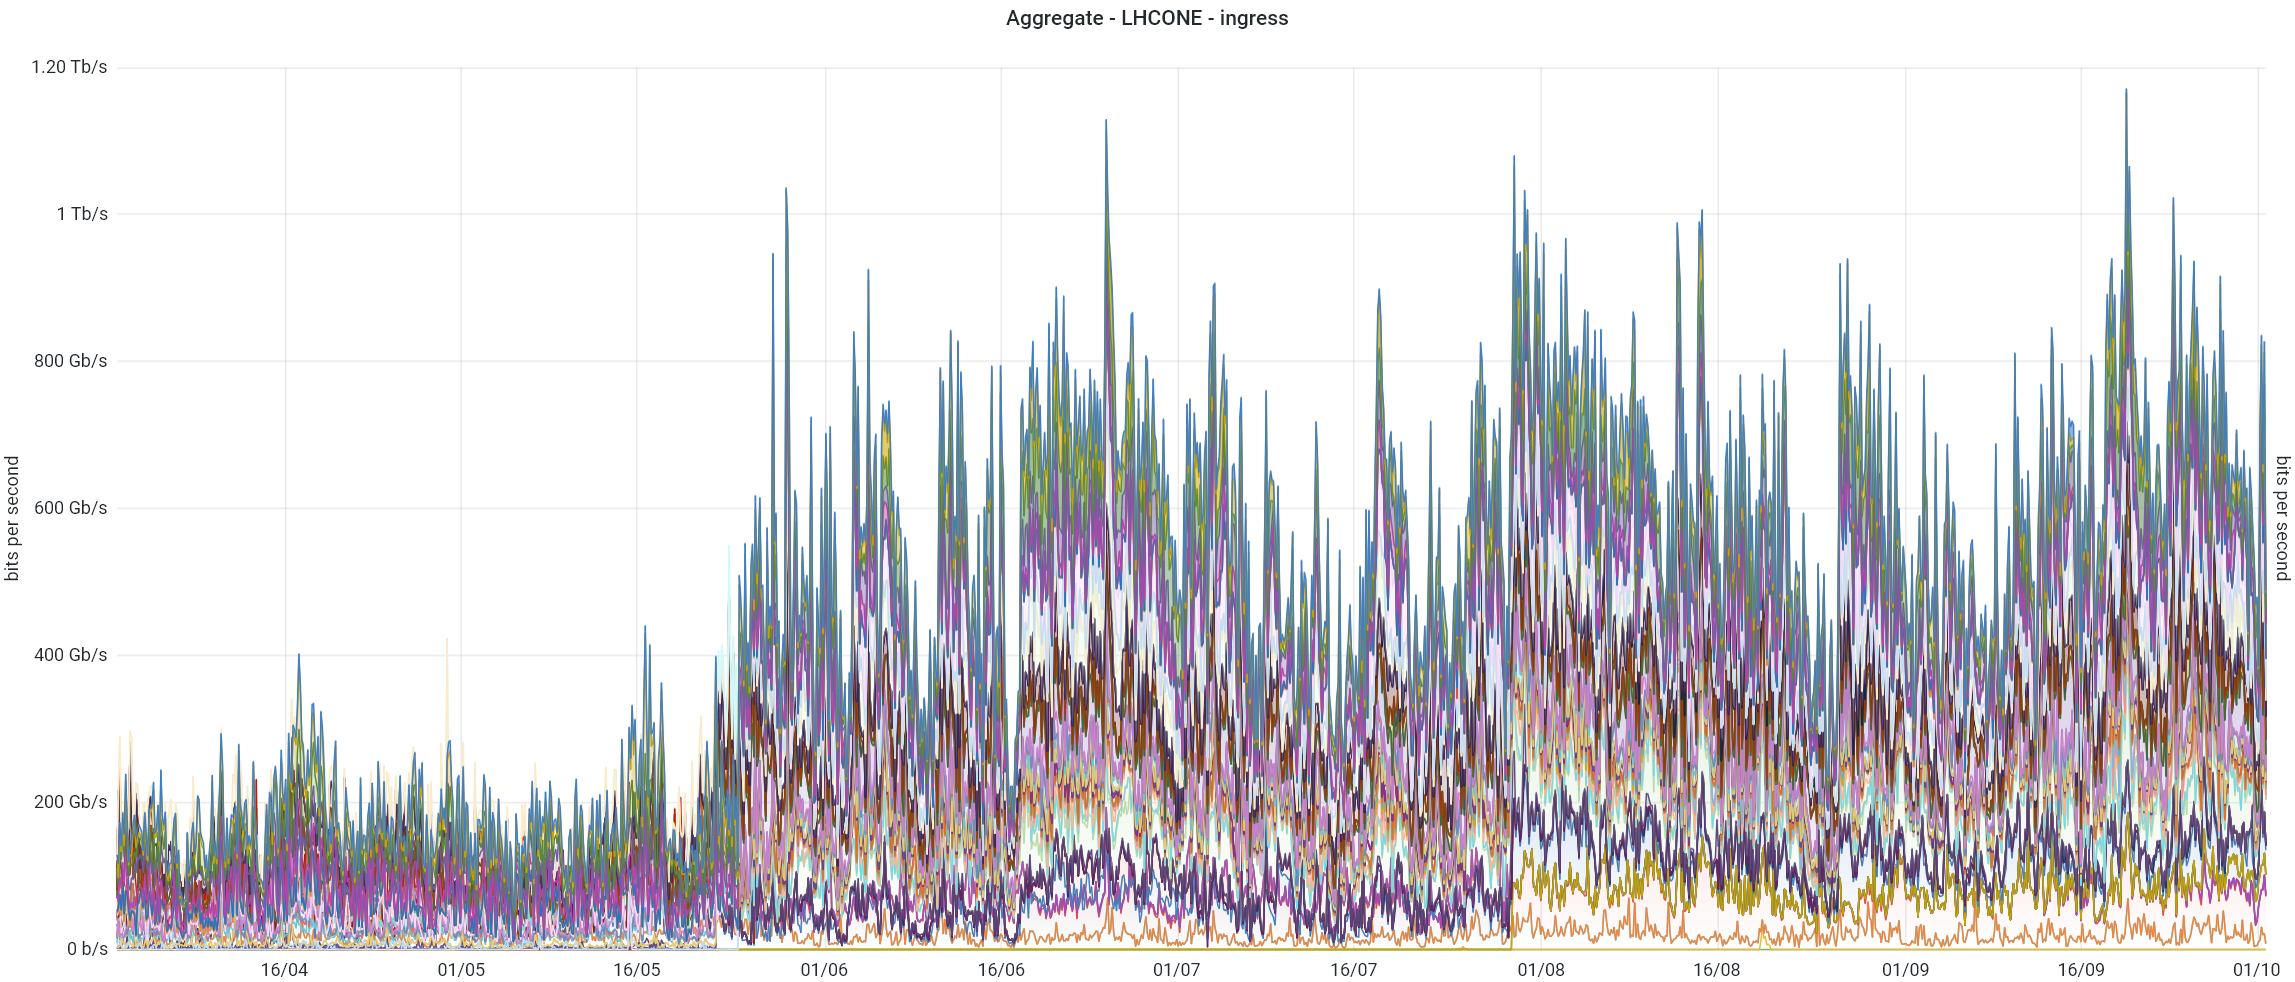 Aggregate - LHCONE - ingress
1.20 Tb/s
1 Tb/s
800 Gb/s
600 Gb/s
400 Gb/s
200 Gb/s
0 b/s
bits per second
bits per second
16/04 01/05 16/05 01/06 16/06 01/07 16/07 01/08 16/08 01/09 16/09 01/10